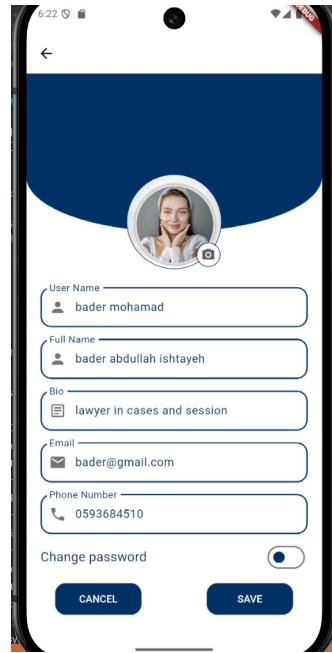 6:22
DEBUG
User Name
bader mohamad
Full Name
bader abdullah ishtayeh
Bio
lawyer in cases and session
Email
bader@gmail.com
Phone Number
0593684510
Change password
CANCEL SAVE